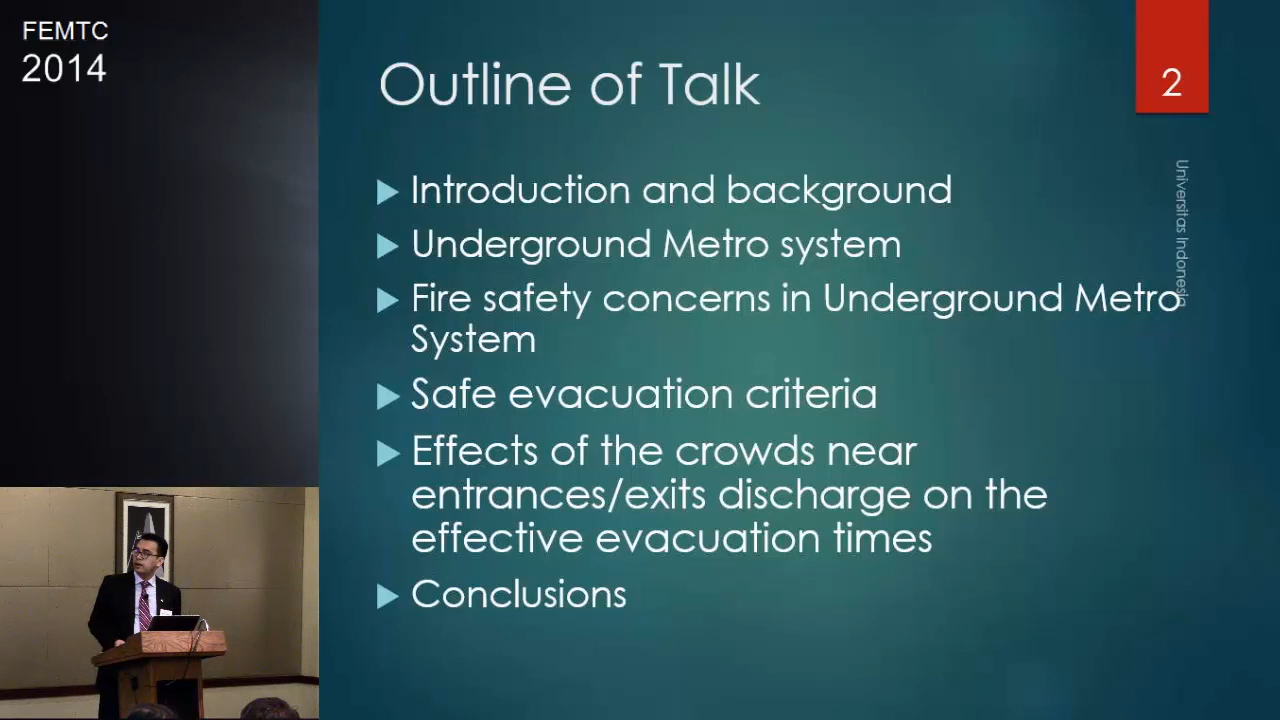 FEMTC
2014
Outline of Talk
2
Introduction and background
Underground Metro system
Fire safety concerns in Underground Metro
System
Safe evacuation criteria
Effects of the crowds near
entrances/exits discharge on the
effective evacuation times
Conclusions
Universitas Indonesia